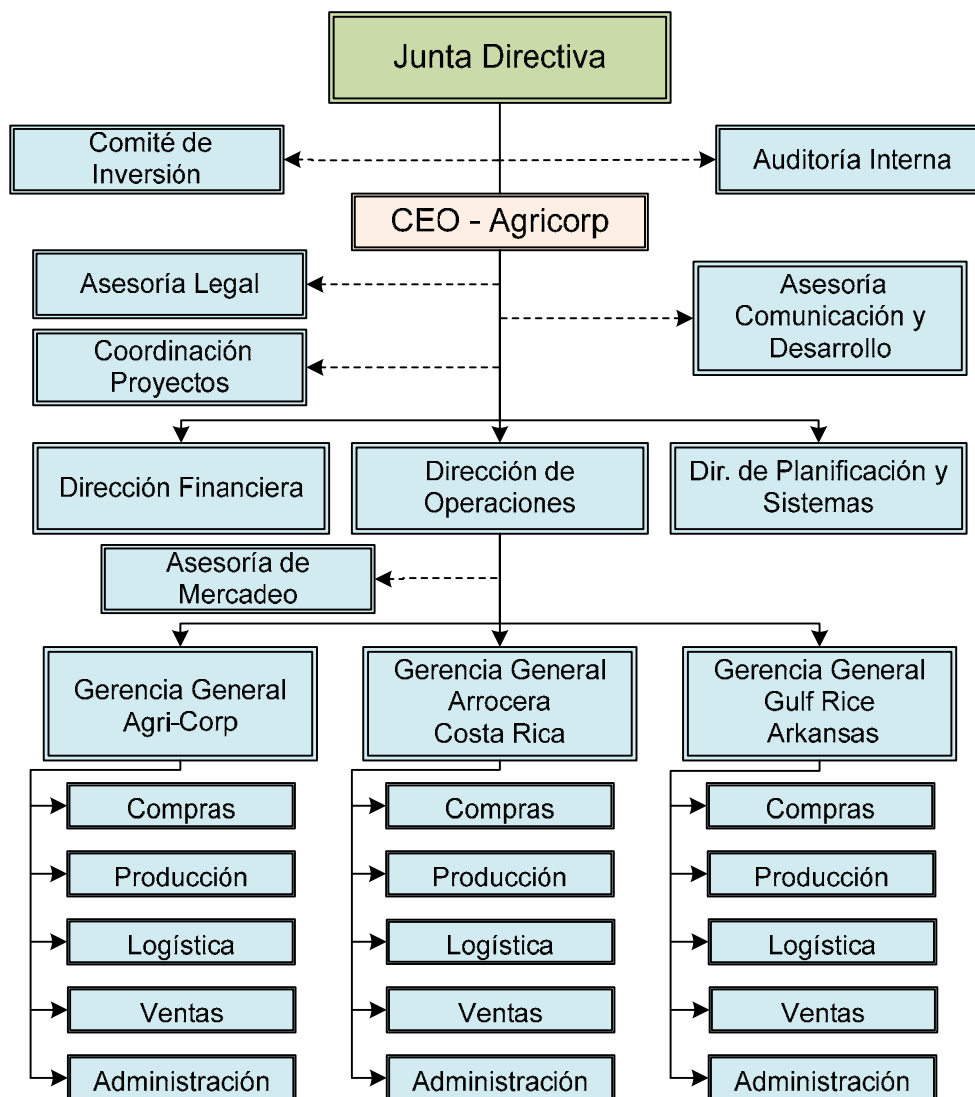 Junta Directiva
Comité de
Inversión
Auditoría Interna
CEO - Agricorp
Asesoría Legal
Asesoría
Comunicación y
Desarrollo
Coordinación
Proyectos
Dirección Financiera
Dirección de
Operaciones
Dir. de Planificación y
Sistemas
Asesoría de
Mercadeo
Gerencia General
Agri-Corp
Gerencia General
Arrocera
Costa Rica
Gerencia General
Gulf Rice
Arkansas
Compras
Producción
Logística
Ventas
Administración
Compras
Producción
Logística
Ventas
Administración
Compras
Producción
Logística
Ventas
Administración